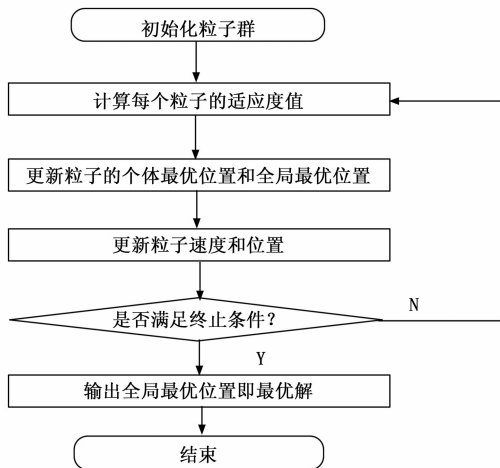 初始化粒子群
计算每个粒子的适应度值
更新粒子的个体最优位置和全局最优位置
更新粒子速度和位置
是否满足终止条件？
N
Y
输出全局最优位置即最优解
结束